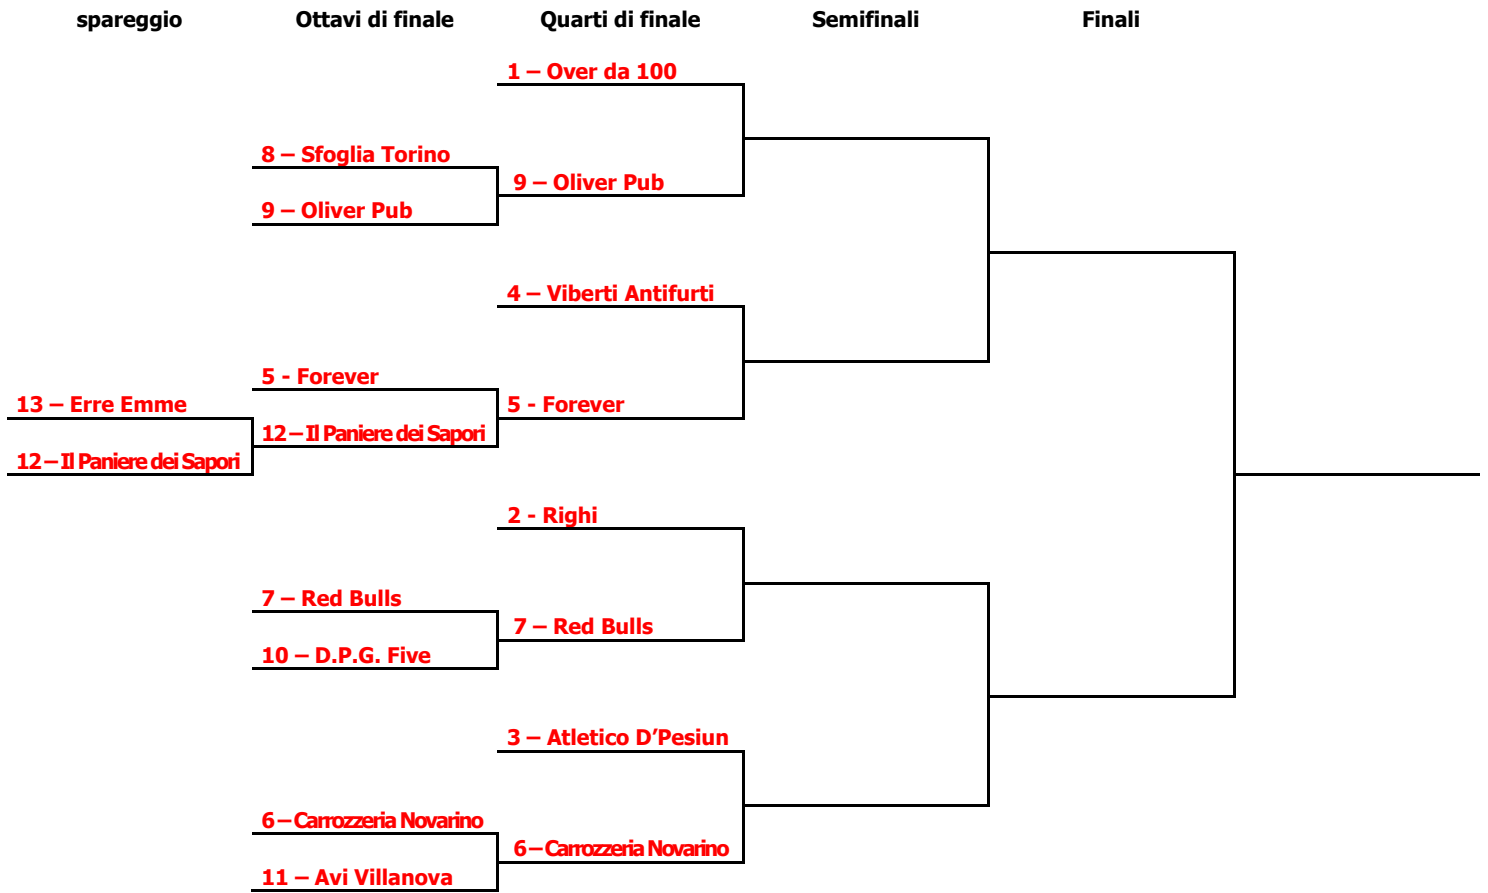 spareggio
Ottavi di finale
Quarti di finale
Semifinali
Finali
1 – Over da 100
8 – Sfoglia Torino
9 – Oliver Pub
9 – Oliver Pub
4 – Viberti Antifurti
5 - Forever
13 – Erre Emme
5 - Forever
12 – Il Paniere dei Sapori
12 – Il Paniere dei Sapori
2 - Righi
7 – Red Bulls
7 – Red Bulls
10 – D.P.G. Five
3 – Atletico D’Pesiun
6 – Carrozzeria Novarino
6 – Carrozzeria Novarino
11 – Avi Villanova